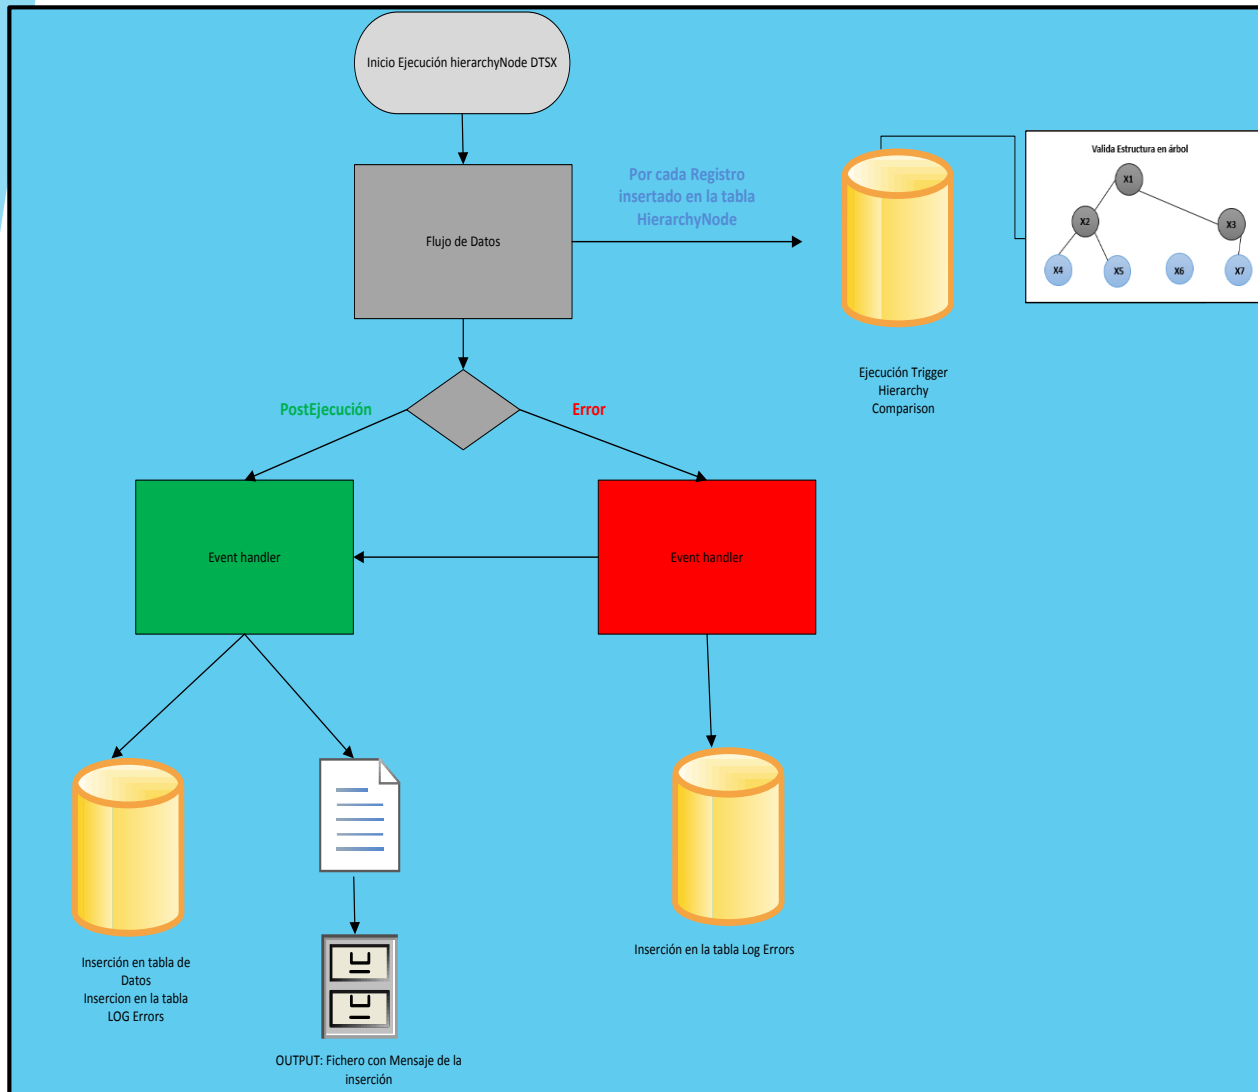 Inicio Ejecución hierarchyNode DTSX
Valida Estructura en árbol
X1
X2
X3
X4
X5
X6
X7
Por cada Registro
insertado en la tabla
HierarchyNode
Flujo de Datos
Ejecución Trigger
Hierarchy
Comparison
PostEjecución
Error
Event handler
Event handler
Inserción en tabla de
Datos
Insercion en la tabla
LOG Errors
Inserción en la tabla Log Errors
OUTPUT: Fichero con Mensaje de la
inserción